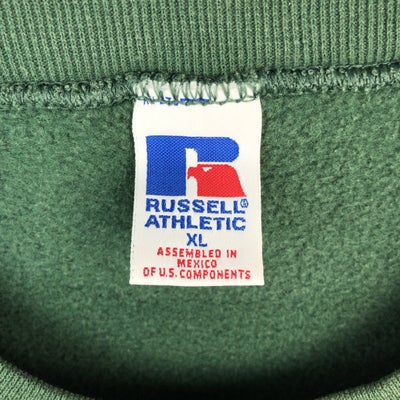 RUSSELL®
ATHLETIC
XL
ASSEMBLED IN
MEXICO
OF U.S. COMPONENTS